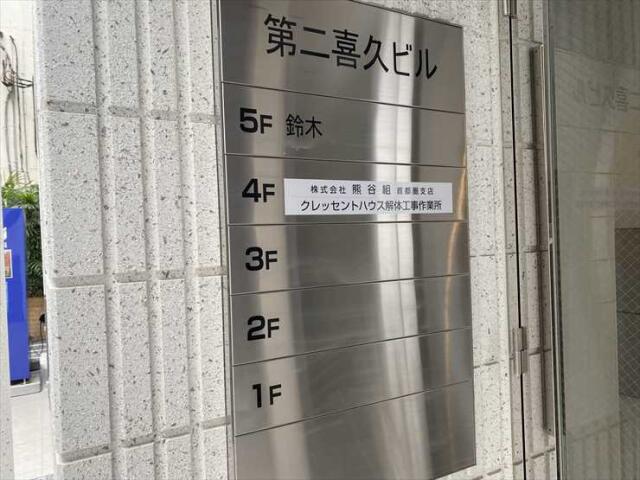 第二喜久ビル
5F 鈴木
4F 株式会社 熊谷組 首都圏支店
クレッセントハウス解体工事作業所
3F
2F
1F